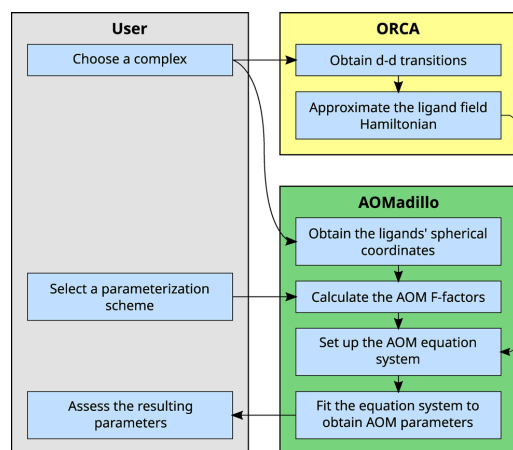 User
Choose a complex
Select a parameterization
scheme
Assess the resulting
parameters
ORCA
Obtain d-d transitions
Approximate the ligand field
Hamiltonian
AOMadillo
Obtain the ligands' spherical
coordinates
Calculate the AOM F-factors
Set up the AOM equation
system
Fit the equation system to
obtain AOM parameters